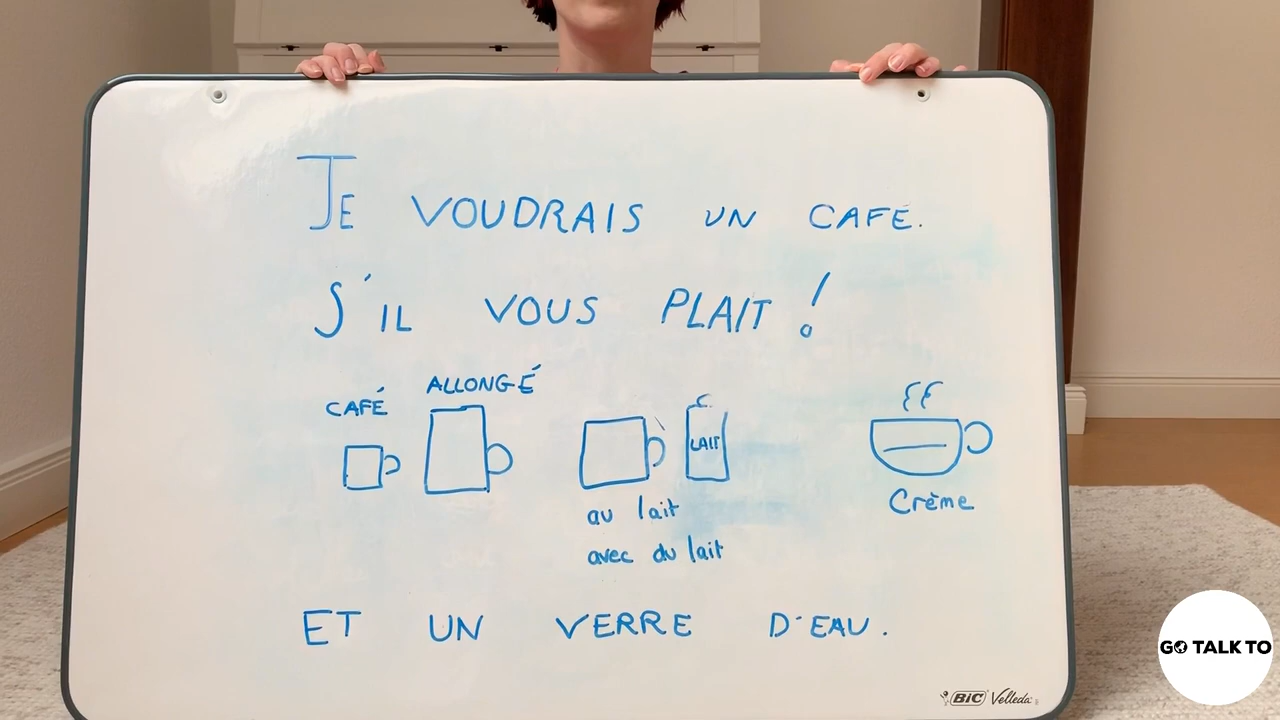 JE VOUDRAIS UN CAFE.
S'IL VOUS PLAIT !
CAFÉ
ALLONGÉ
LAIT
au lait
avec du lait
Crème
ET UN VERRE D'EAU.
BIC Velleda
GO TALK TO